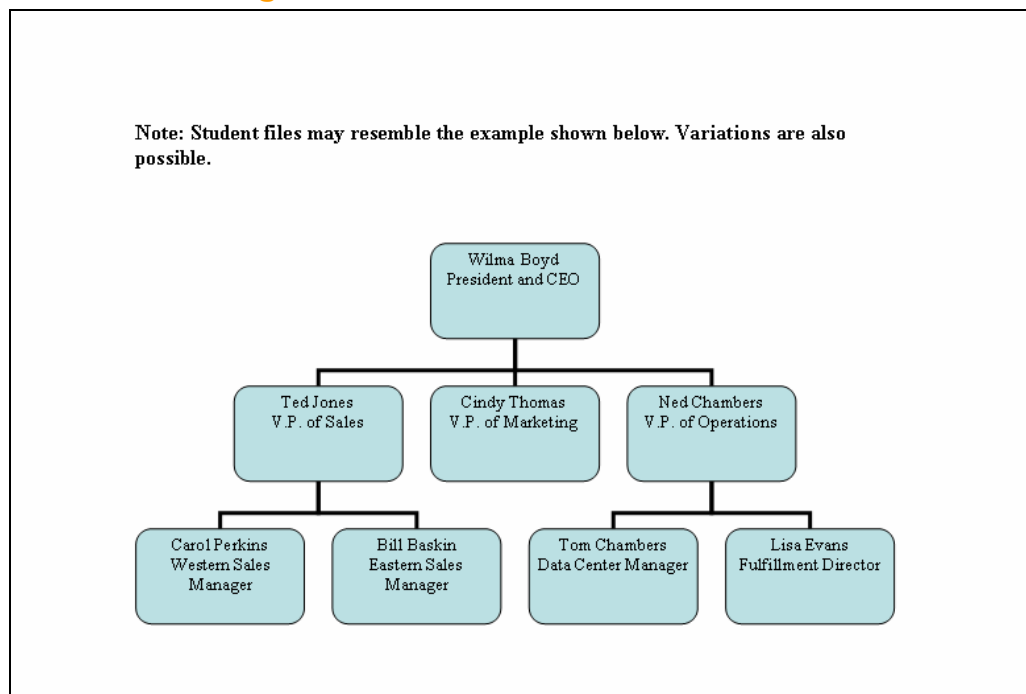 Note: Student files may resemble the example shown below. Variations are also
possible.
Wilma Boyd
President and CEO
Ted Jones
V.P. of Sales
Cindy Thomas
V.P. of Marketing
Ned Chambers
V.P. of Operations
Carol Perkins
Western Sales
Manager
Bill Baskin
Eastern Sales
Manager
Tom Chambers
Data Center Manager
Lisa Evans
Fulfillment Director